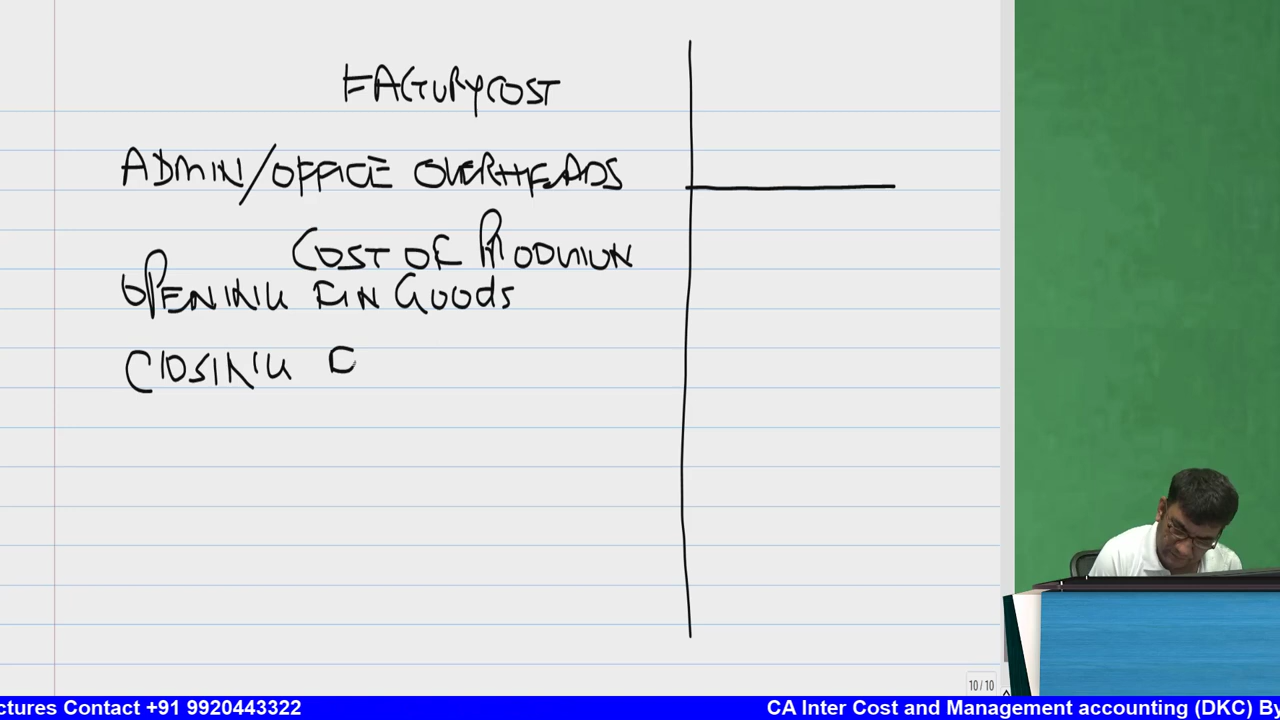 FACTORY COST
ADMIN/OFFICE OVERHEADS
COST OF PRODUCTION
OPENING FIN GOODS
CLOSING F
10/10
ctures Contact +91 9920443322
CA Inter Cost and Management accounting (DKC) By